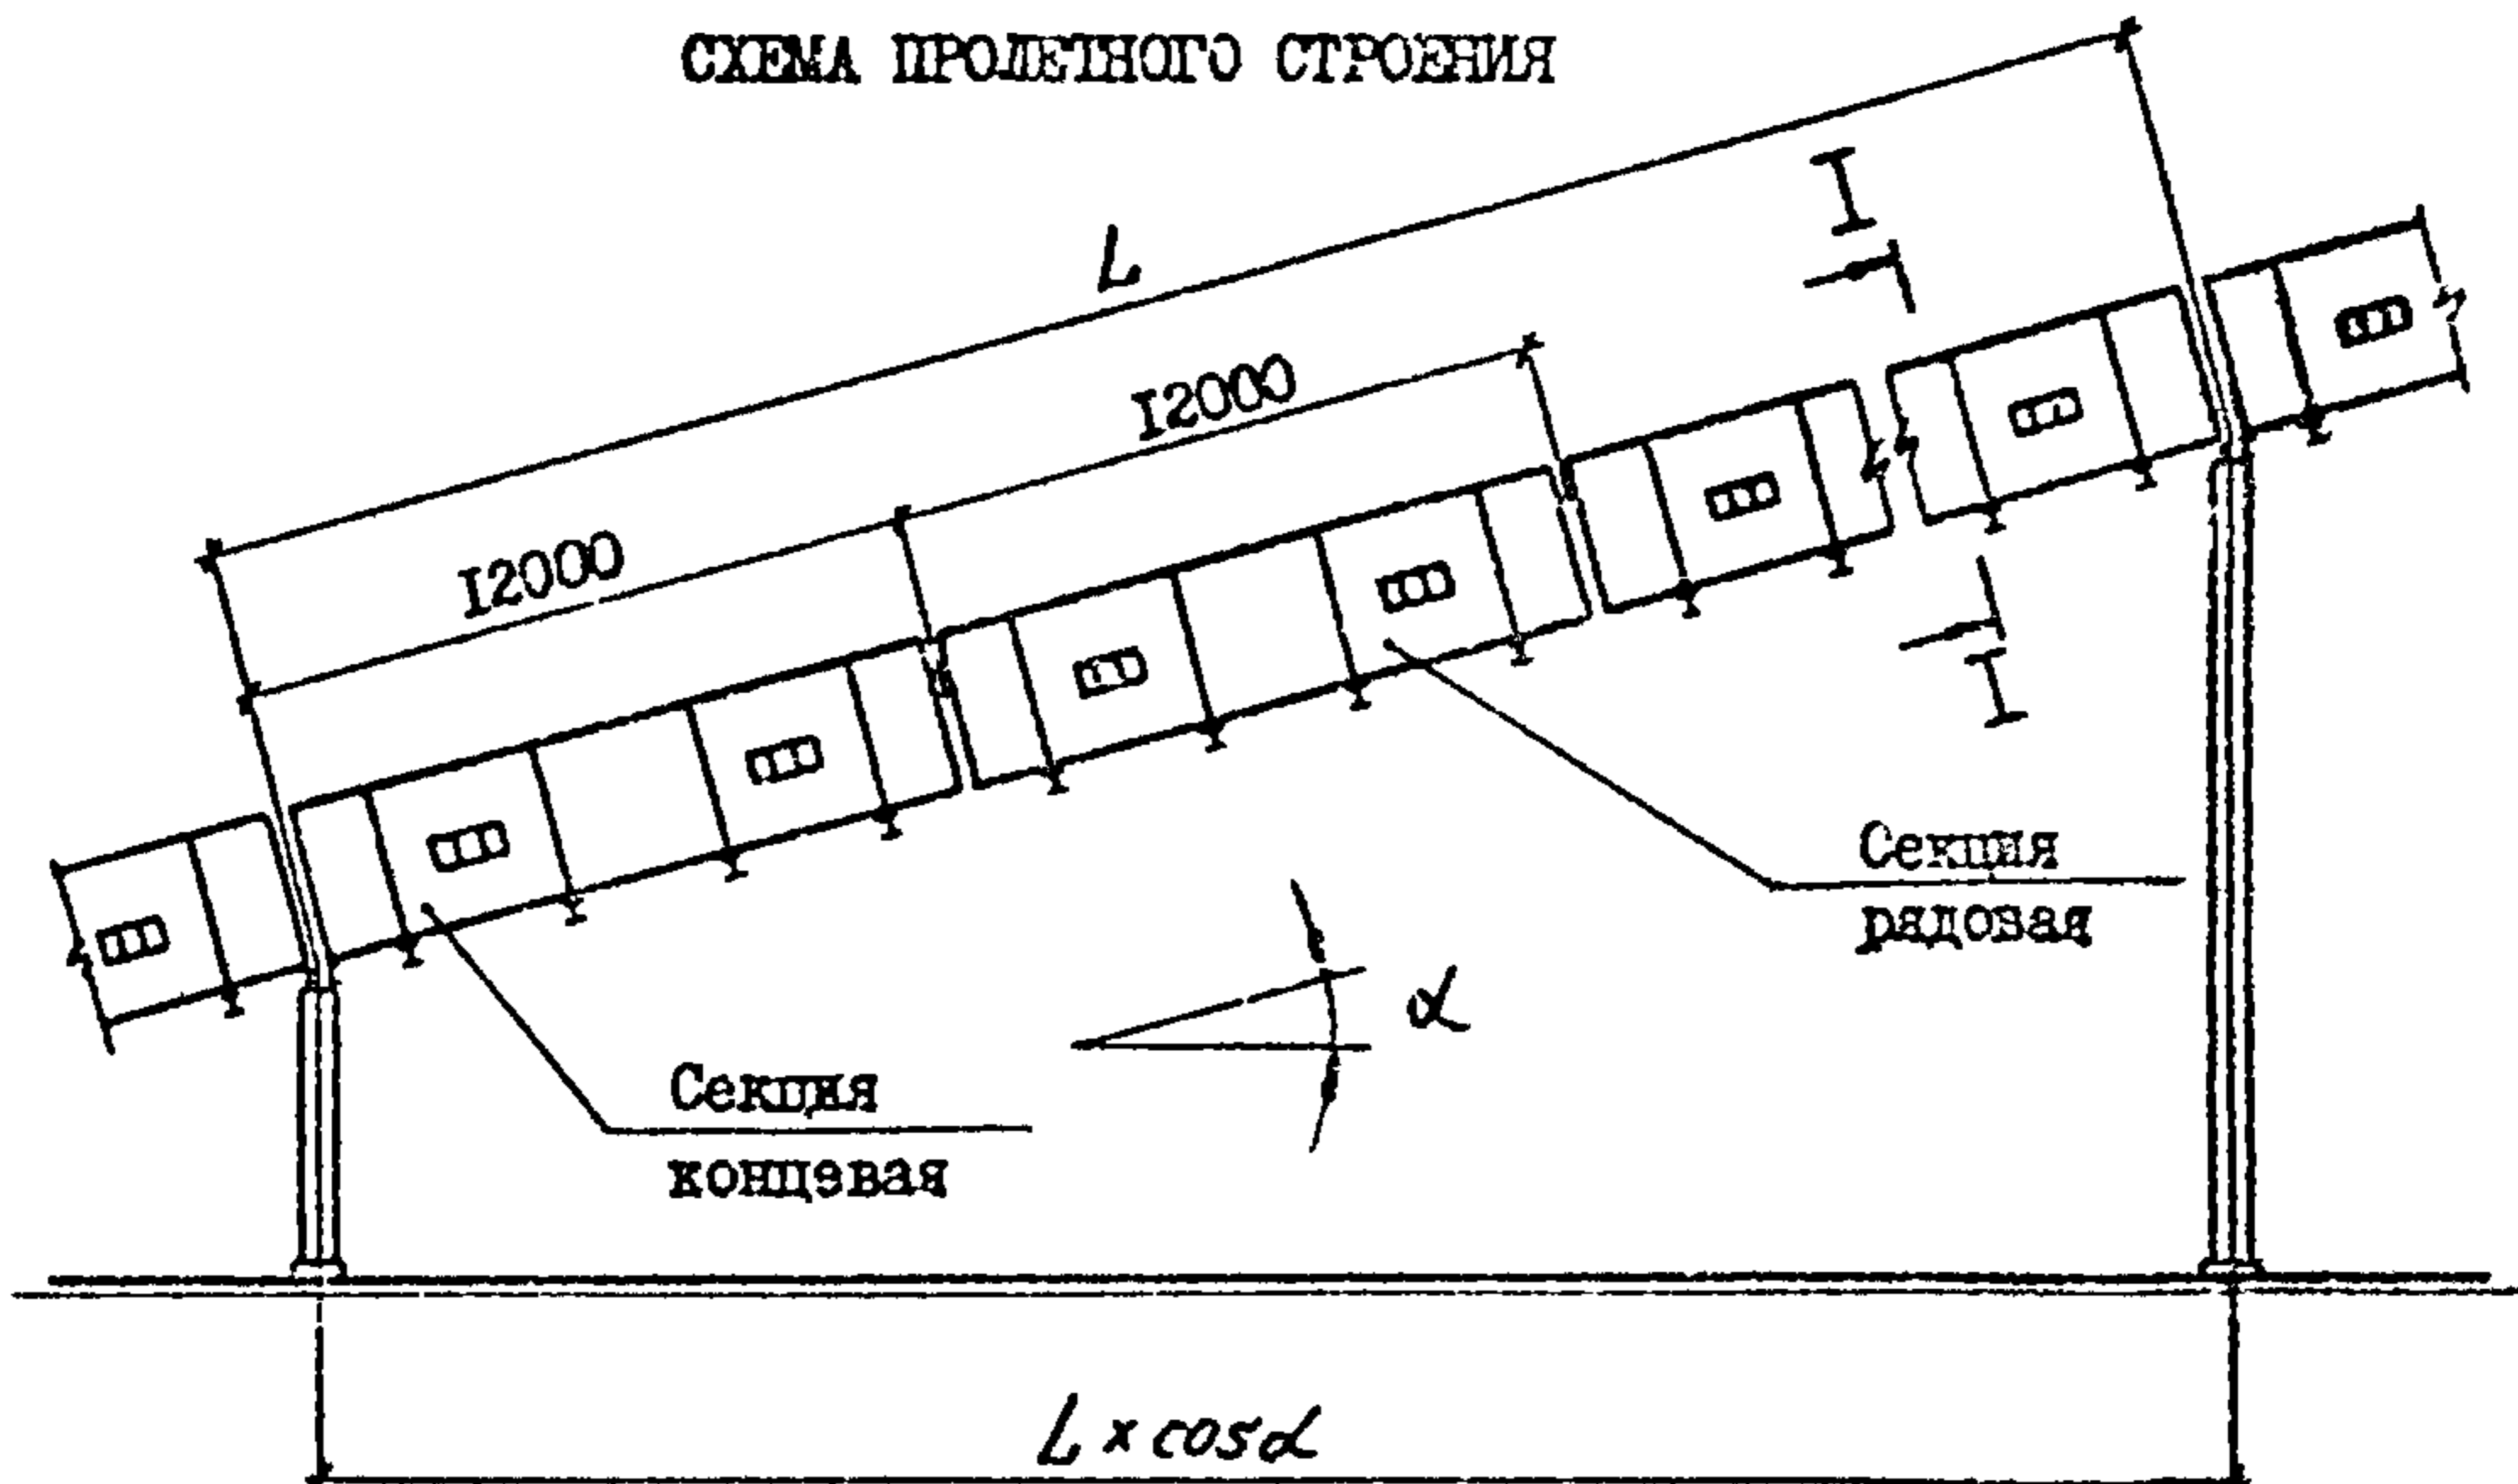 СХЕМА ПРОЛЕТНОГО СТРОЕНИЯ
I
L
I2000
I2000
I
Секция
рядовая
α
Секция
концевая
L × cosα